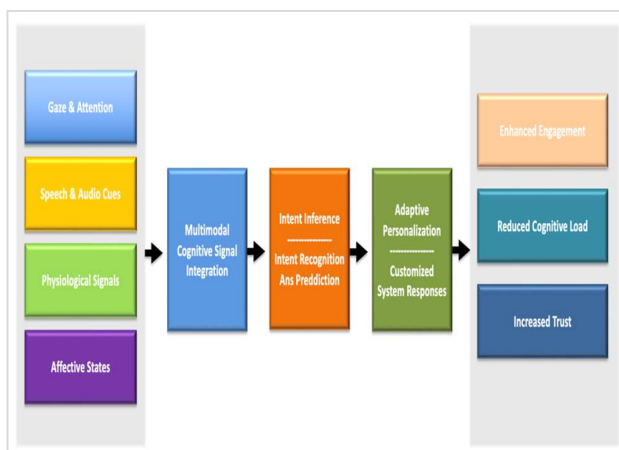 Gaze & Attention
Speech & Audio Cues
Physiological Signals
Affective States
Multimodal
Cognitive Signal
Integration
Intent Inference
------------------
Intent Recognition
Ans Preddiction
Adaptive
Personalization
------------------
Customized
System Responses
Enhanced Engagement
Reduced Cognitive Load
Increased Trust